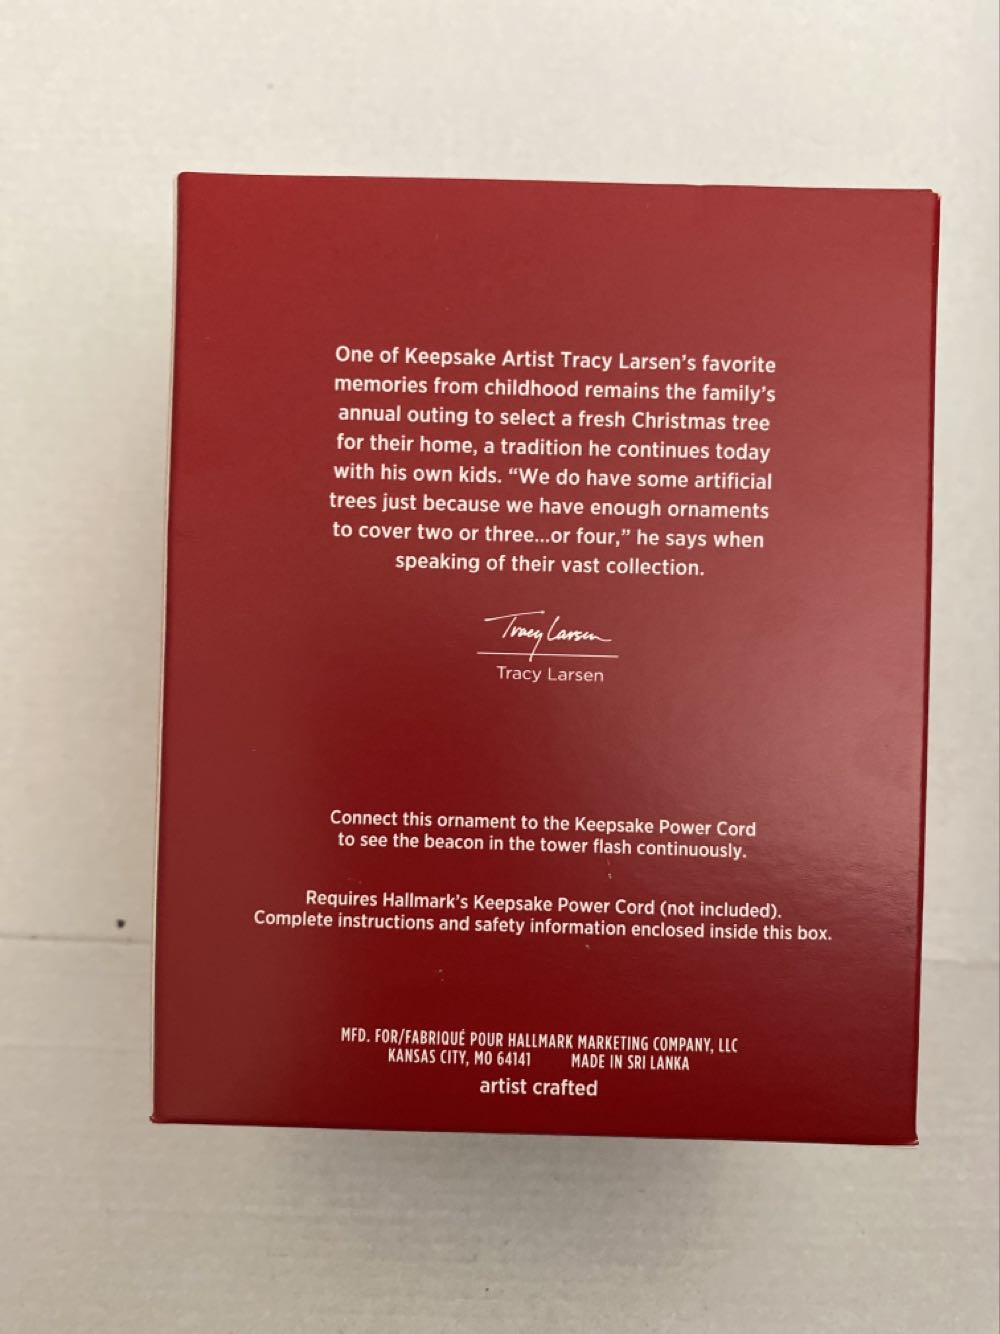 One of Keepsake Artist Tracy Larsen's favorite
memories from childhood remains the family's
annual outing to select a fresh Christmas tree
for their home, a tradition he continues today
with his own kids. “We do have some artificial
trees just because we have enough ornaments
to cover two or three...or four,” he says when
speaking of their vast collection.
Tracy Larsen
Tracy Larsen
Connect this ornament to the Keepsake Power Cord
to see the beacon in the tower flash continuously.
Requires Hallmark's Keepsake Power Cord (not included).
Complete instructions and safety information enclosed inside this box.
MFD. FOR/FABRIQUÉ POUR HALLMARK MARKETING COMPANY, LLC
KANSAS CITY, MO 64141 MADE IN SRI LANKA
artist crafted